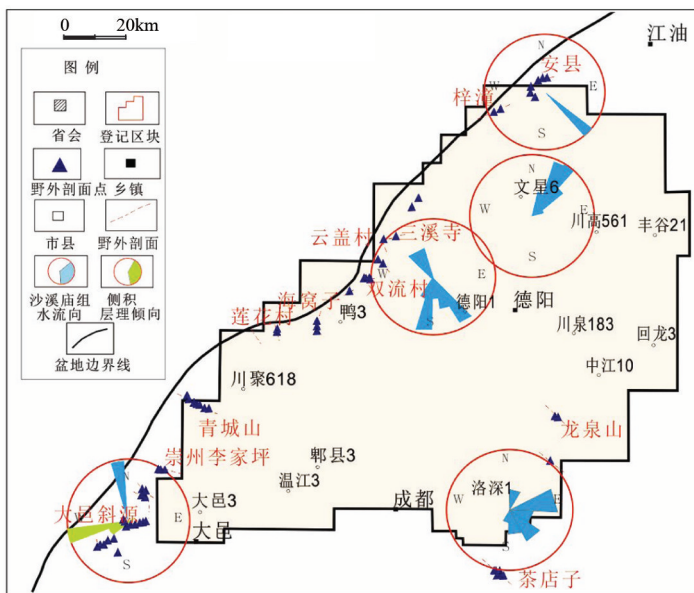 0 20km
图 例
省会 登记区块
野外剖面点 乡镇
市县 野外剖面
沙溪庙组 侧积
水流向 层理倾向
盆地边界线
江油
N
安县
W E
梓潼
S
N
文星6
W E
川高561
丰谷21
S
云盖村 三溪寺
W E
双流村
S
德阳1
德阳
海窝子
莲花村
鸭3
川泉183
回龙3
中江10
川聚618
青城山
龙泉山
崇州李家坪
郫县3
温江3
N
大邑斜源
E
S
大邑3
大邑
成都
洛深1
W E
S
茶店子